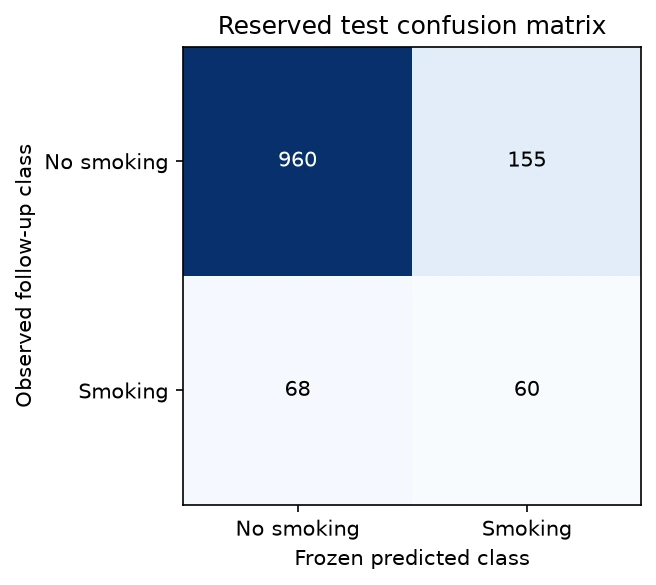 Reserved test confusion matrix
Observed follow-up class
No smoking
960
155
Smoking
68
60
No smoking
Smoking
Frozen predicted class